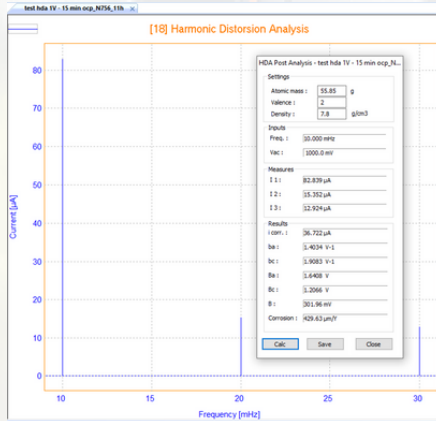 test hda 1V - 15 min ocp_N756_11h
[18] Harmonic Distorsion Analysis
80
70
60
50
40
30
20
10
0
Current [µA]
10
15
20
25
30
Frequency [mHz]
HDA Post Analysis - test hda 1V - 15 min ocp_N...
Settings
Atomic mass : 55.85 g
Valence : 2
Density : 7.8 g/cm3
Inputs
Freq. : 10.000 mHz
Vac : 1000.0 mV
Measures
I 1 : 82.839 µA
I 2 : 15.352 µA
I 3 : 12.924 µA
Results
I corr. : 36.722 µA
ba : 1.4034 V-1
bc : 1.9083 V-1
Ba : 1.6408 V
Bc : 1.2066 V
B : 301.96 mV
Corrosion : 429.63 µm/Y
Calc Save Close